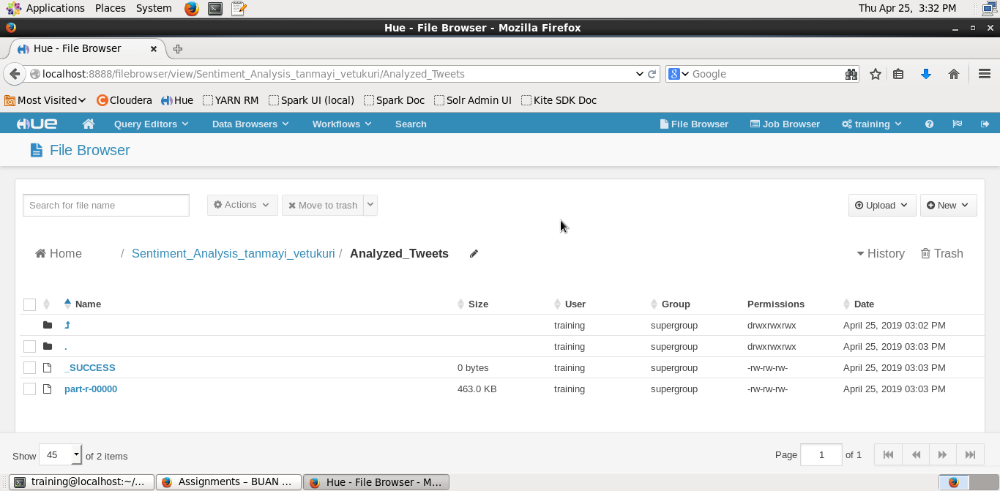 Applications Places System Thu Apr 25, 3:32 PM
Hue - File Browser - Mozilla Firefox
Hue - File Browser
localhost:8888/filebrowser/view/Sentiment_Analysis_tanmayi_vetukuri/Analyzed_Tweets Google
Most Visited Cloudera Hue YARN RM Spark UI (local) Spark Doc Solr Admin UI Kite SDK Doc
HUE Query Editors Data Browsers Workflows Search File Browser Job Browser training
File Browser
Search for file name Actions Move to trash Upload New
Home / Sentiment_Analysis_tanmayi_vetukuri / Analyzed_Tweets History Trash
Name Size User Group Permissions Date
training supergroup drwxrwxrwx April 25, 2019 03:02 PM
. training supergroup drwxrwxrwx April 25, 2019 03:03 PM
_SUCCESS 0 bytes training supergroup -rw-rw-rw- April 25, 2019 03:03 PM
part-r-00000 463.0 KB training supergroup -rw-rw-rw- April 25, 2019 03:03 PM
Show 45 of 2 items Page 1 of 1
training@localhost:~/... Assignments – BUAN ... Hue - File Browser - M...